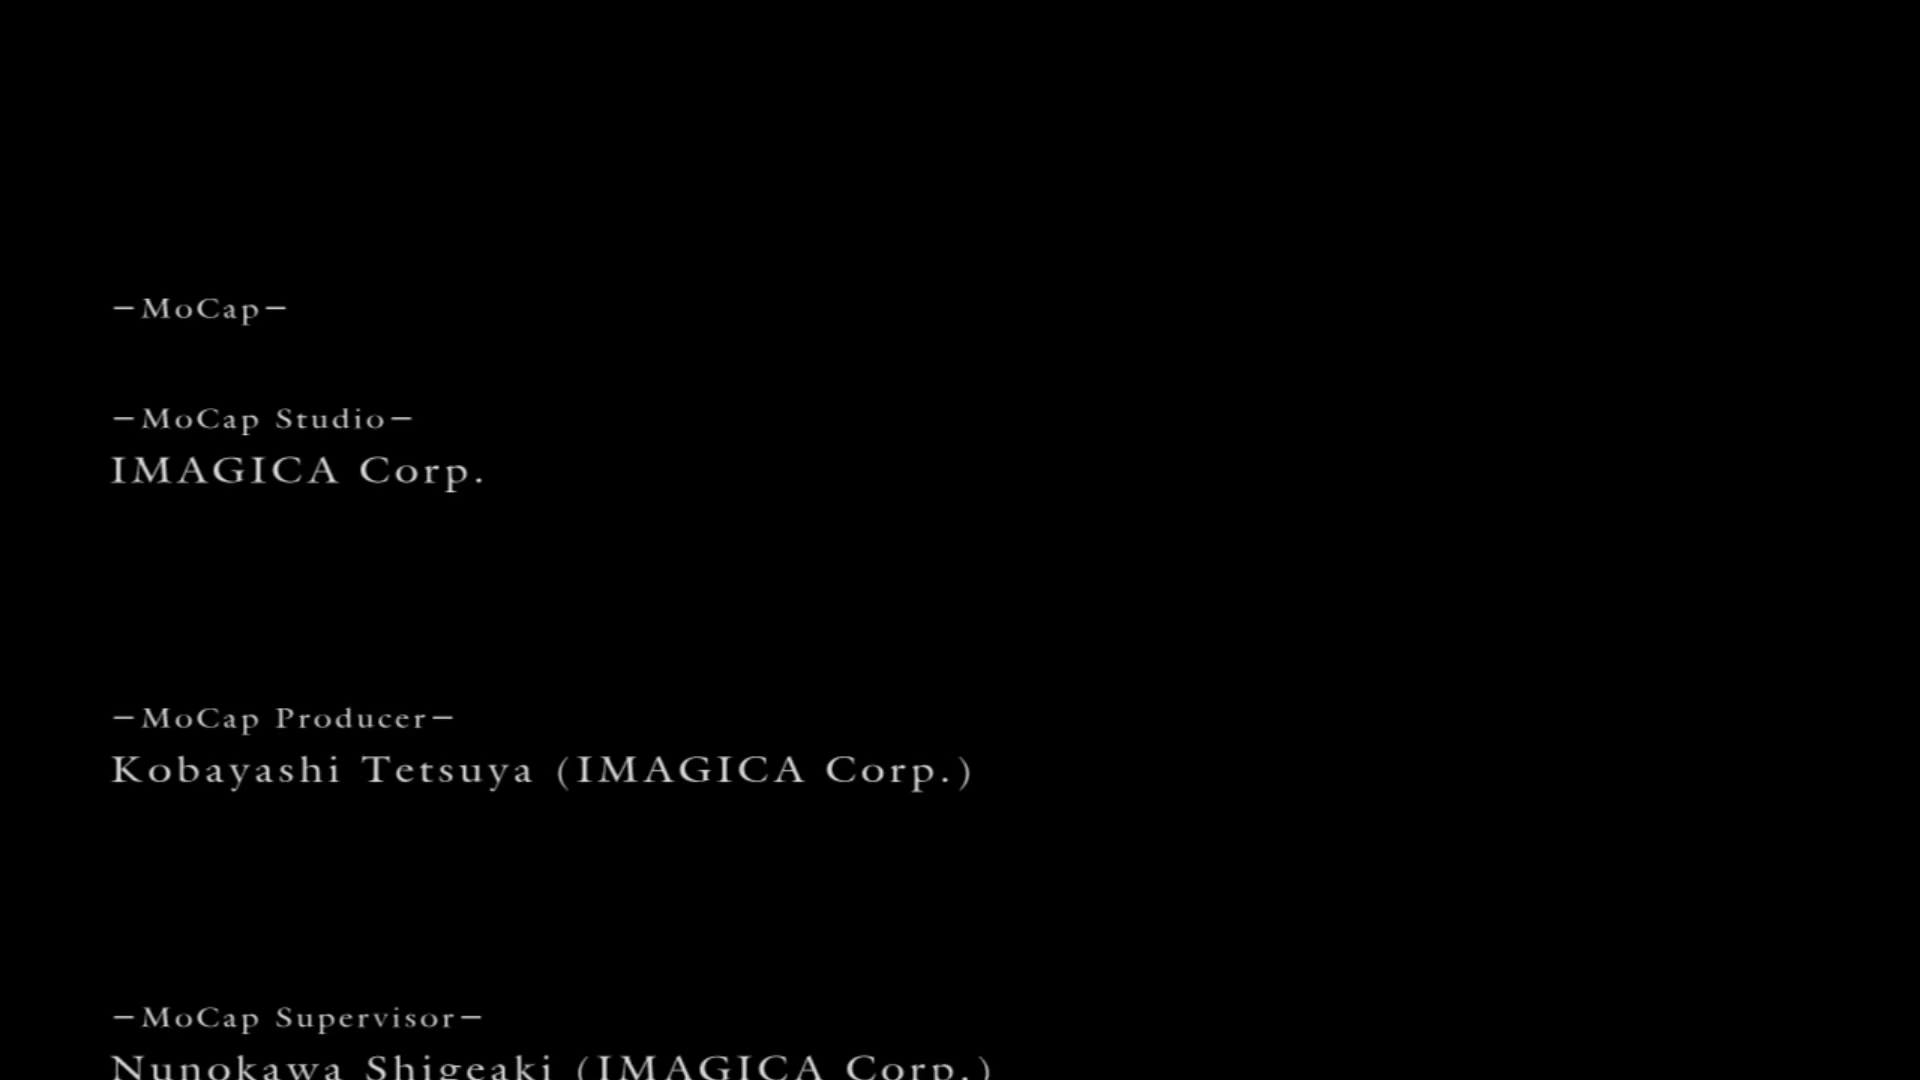 −MoCap−
−MoCap Studio−
IMAGICA Corp.
−MoCap Producer−
Kobayashi Tetsuya (IMAGICA Corp.)
−MoCap Supervisor−
Nunokawa Shigeaki (IMAGICA Corp.)